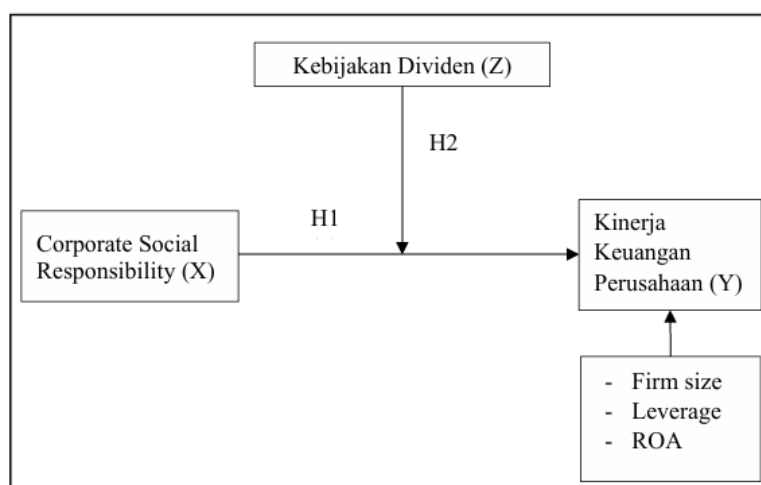 Kebijakan Dividen (Z)
H2
H1
Corporate Social
Responsibility (X)
Kinerja
Keuangan
Perusahaan (Y)
- Firm size
- Leverage
- ROA